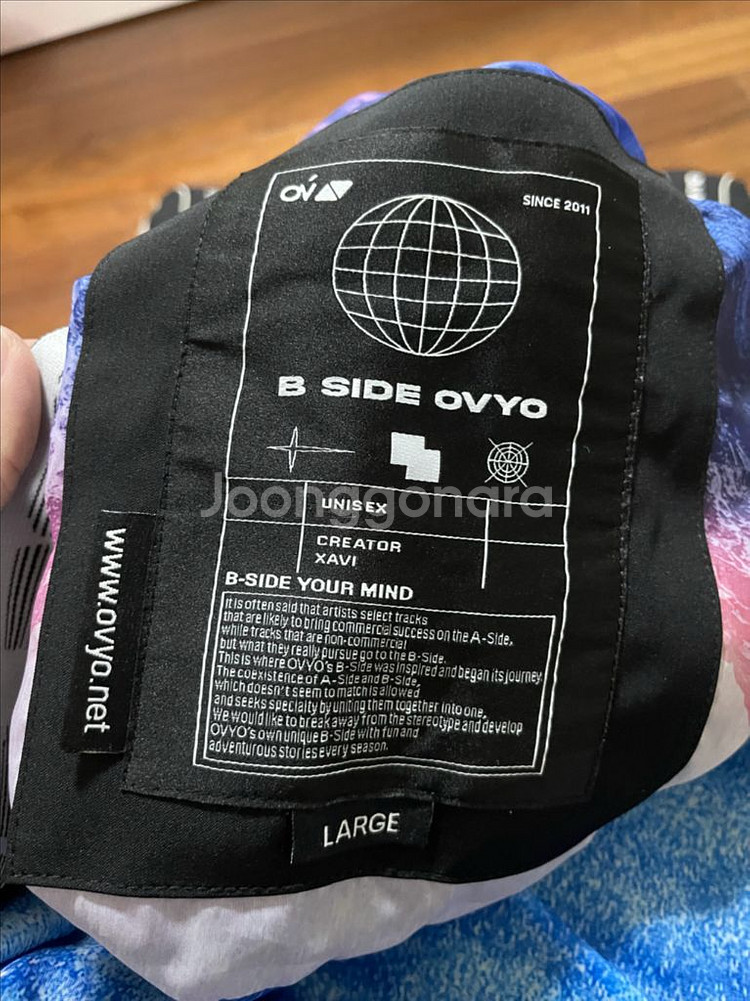 OV
SINCE 2011
B SIDE OVYO
Joonggonara
UNISEX
CREATOR
XAVI
B-SIDE YOUR MIND
It is often said that artists select tracks
that are likely to bring commercial success on the A-Side,
while tracks that are non-commercial
but what they really pursue go to the B-Side.
This is where OVYO's B-Side was inspired and began its journey.
The coexistence of A-Side and B-Side,
which doesn't seem to match is allowed
and seeks specialty by uniting them together into one,
We would like to break away from the stereotype and develop
OVYO's own unique B-Side with fun and
adventurous stories every season.
www.ovyo.net
LARGE